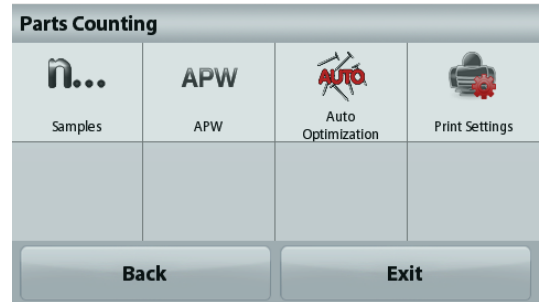 Parts Counting
n...
APW
AUTO
Samples
APW
Auto
Optimization
Print Settings
Back
Exit